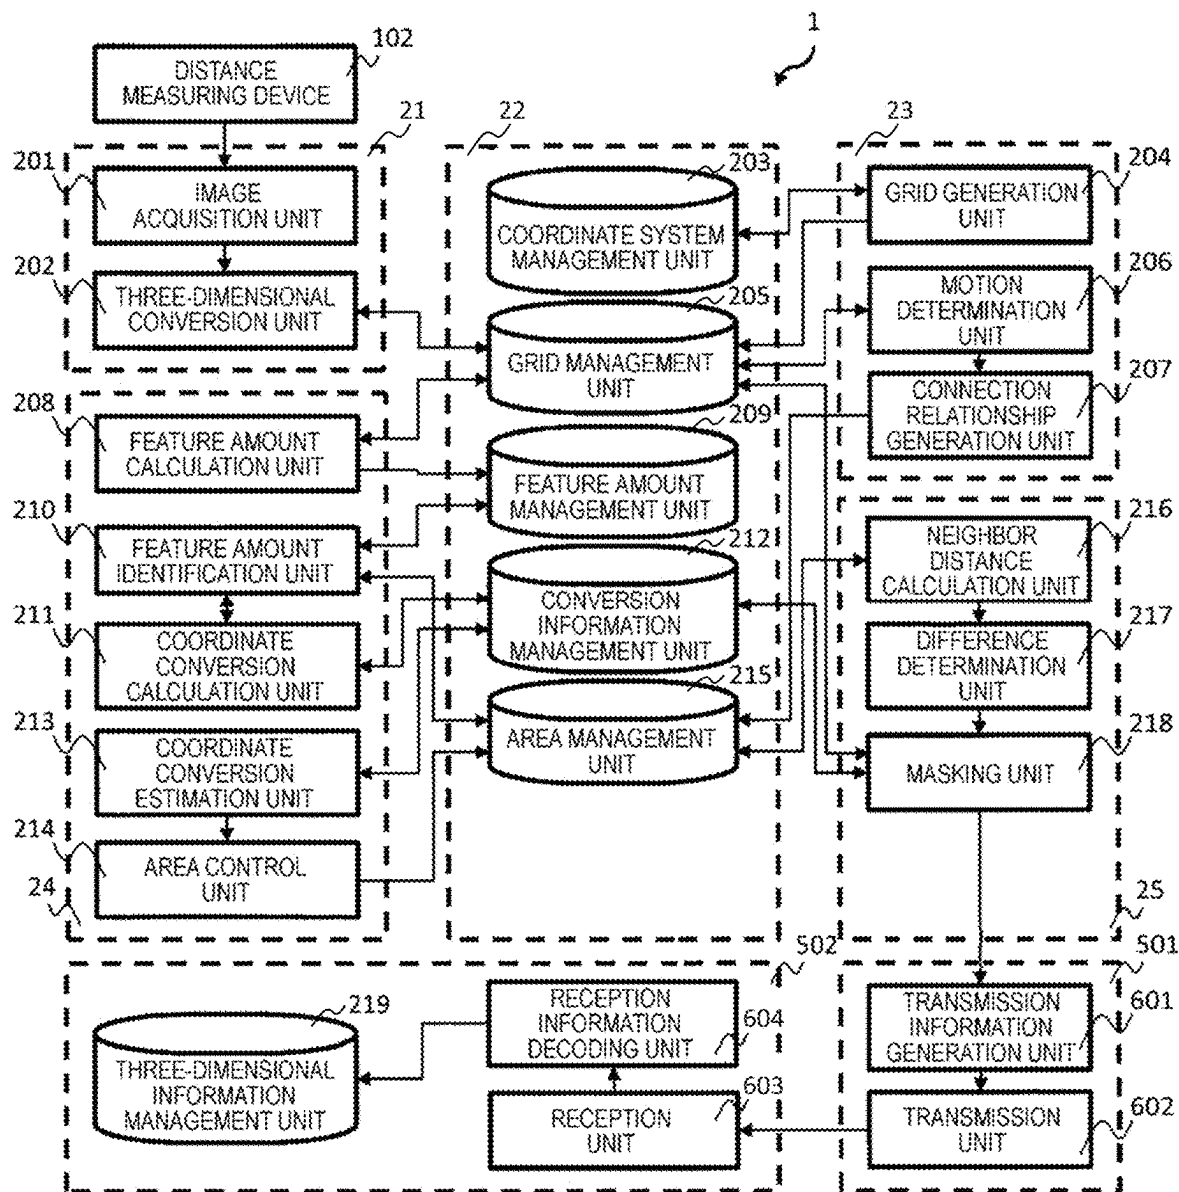 1
102
DISTANCE
MEASURING DEVICE
21
22
23
201
IMAGE
ACQUISITION UNIT
202
THREE-DIMENSIONAL
CONVERSION UNIT
203
COORDINATE SYSTEM
MANAGEMENT UNIT
204
GRID GENERATION
UNIT
205
GRID MANAGEMENT
UNIT
206
MOTION
DETERMINATION
UNIT
207
CONNECTION
RELATIONSHIP
GENERATION UNIT
208
FEATURE AMOUNT
CALCULATION UNIT
209
FEATURE AMOUNT
MANAGEMENT UNIT
210
FEATURE AMOUNT
IDENTIFICATION UNIT
211
COORDINATE
CONVERSION
CALCULATION UNIT
212
CONVERSION
INFORMATION
MANAGEMENT UNIT
213
COORDINATE
CONVERSION
ESTIMATION UNIT
214
AREA CONTROL
UNIT
24
215
AREA MANAGEMENT
UNIT
216
NEIGHBOR
DISTANCE
CALCULATION UNIT
217
DIFFERENCE
DETERMINATION
UNIT
218
MASKING UNIT
25
502
219
THREE-DIMENSIONAL
INFORMATION
MANAGEMENT UNIT
RECEPTION
INFORMATION
DECODING UNIT
604
603
RECEPTION
UNIT
501
601
TRANSMISSION
INFORMATION
GENERATION UNIT
602
TRANSMISSION
UNIT